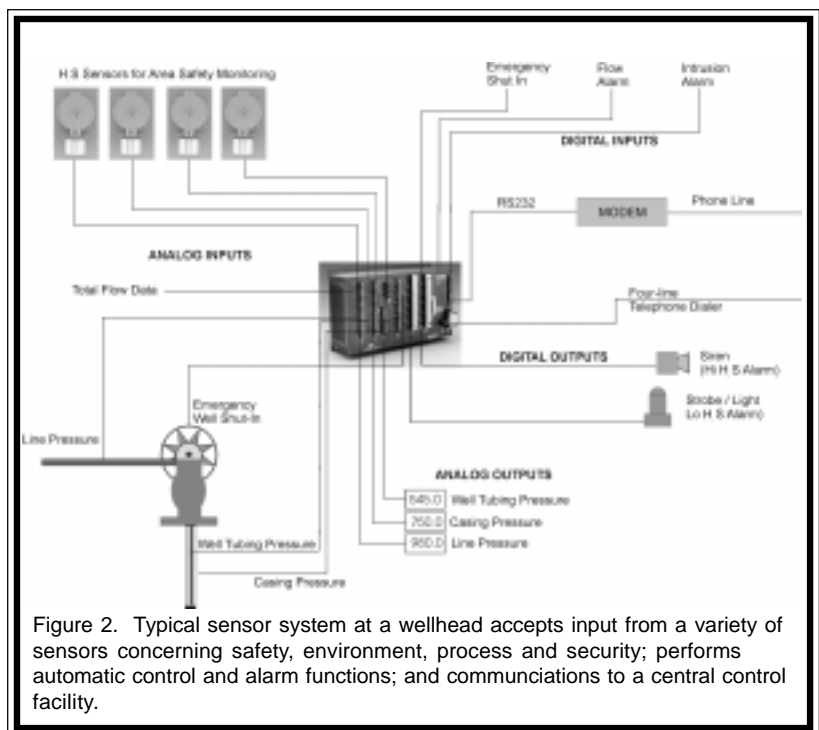 H S Sensors for Area Safety Monitoring
Emergency
Shut In
Flow
Alarm
Intrusion
Alarm
DIGITAL INPUTS
RS232
MODEM
Phone Line
ANALOG INPUTS
Total Flow Data
Four-line
Telephone Dialer
DIGITAL OUTPUTS
Siren
(Hi H S Alarm)
Strobe / Light
Lo H S Alarm)
Emergency
Well Shut-In
Line Pressure
ANALOG OUTPUTS
545.0 Well Tubing Pressure
750.0 Casing Pressure
960.0 Line Pressure
Well Tubing Pressure
Casing Pressure
Figure 2. Typical sensor system at a wellhead accepts input from a variety of
sensors concerning safety, environment, process and security; performs
automatic control and alarm functions; and communciations to a central control
facility.